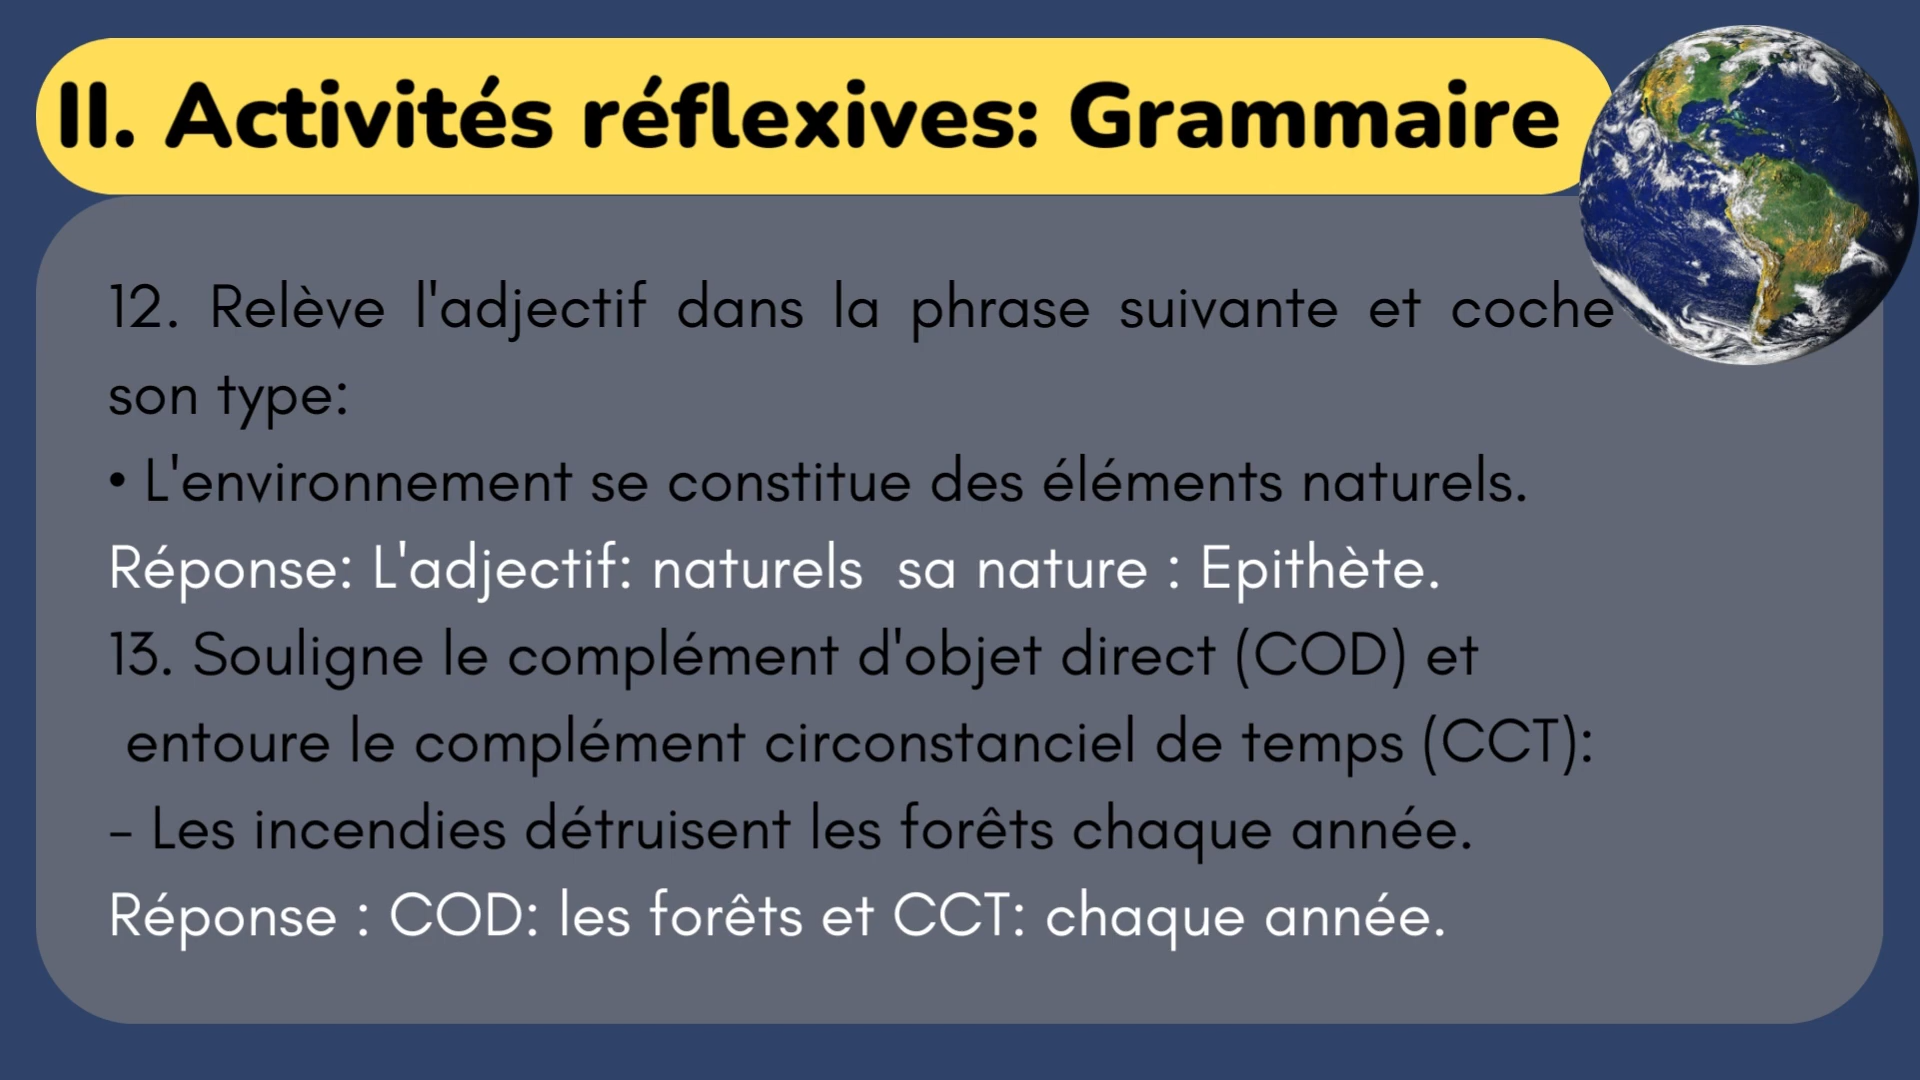 II. Activités réflexives: Grammaire
12. Relève l'adjectif dans la phrase suivante et coche
son type:
• L'environnement se constitue des éléments naturels.
Réponse: L'adjectif: naturels  sa nature : Epithète.
13. Souligne le complément d'objet direct (COD) et
entoure le complément circonstanciel de temps (CCT):
– Les incendies détruisent les forêts chaque année.
Réponse : COD: les forêts et CCT: chaque année.